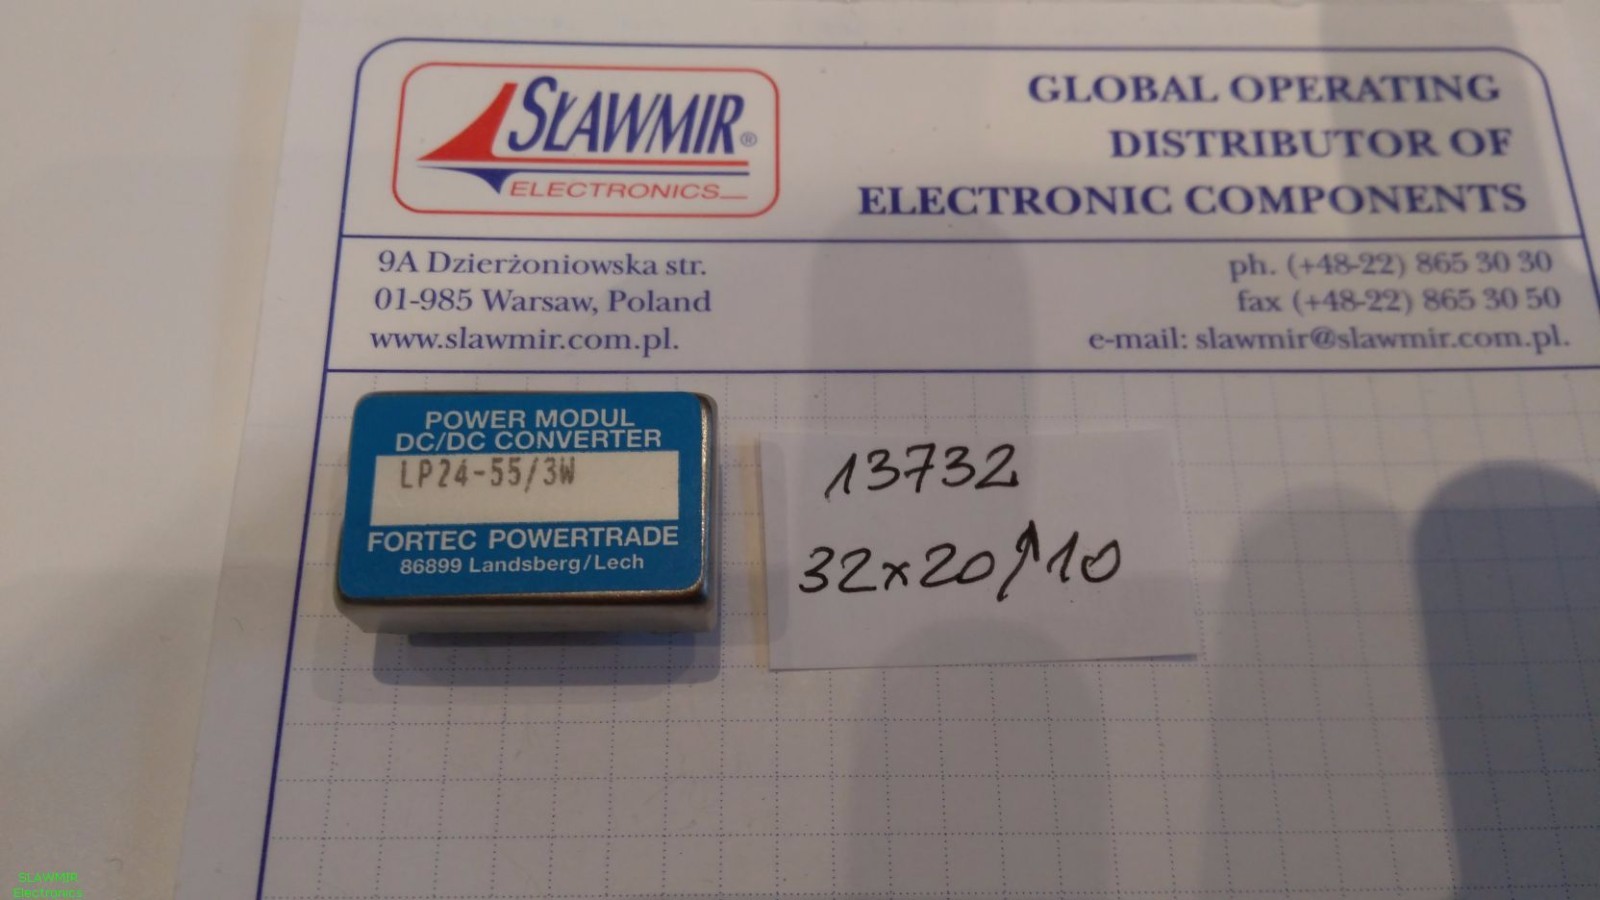 SŁAWMIR®
ELECTRONICS
GLOBAL OPERATING
DISTRIBUTOR OF
ELECTRONIC COMPONENTS
9A Dzierżoniowska str.
01-985 Warsaw, Poland
www.slawmir.com.pl.
ph. (+48-22) 865 30 30
fax (+48-22) 865 30 50
e-mail: slawmir@slawmir.com.pl.
POWER MODUL
DC/DC CONVERTER
LP24-55/3W
FORTEC POWERTRADE
86899 Landsberg/Lech
13732
32x20/↑10
SLAWMIR
Electronics